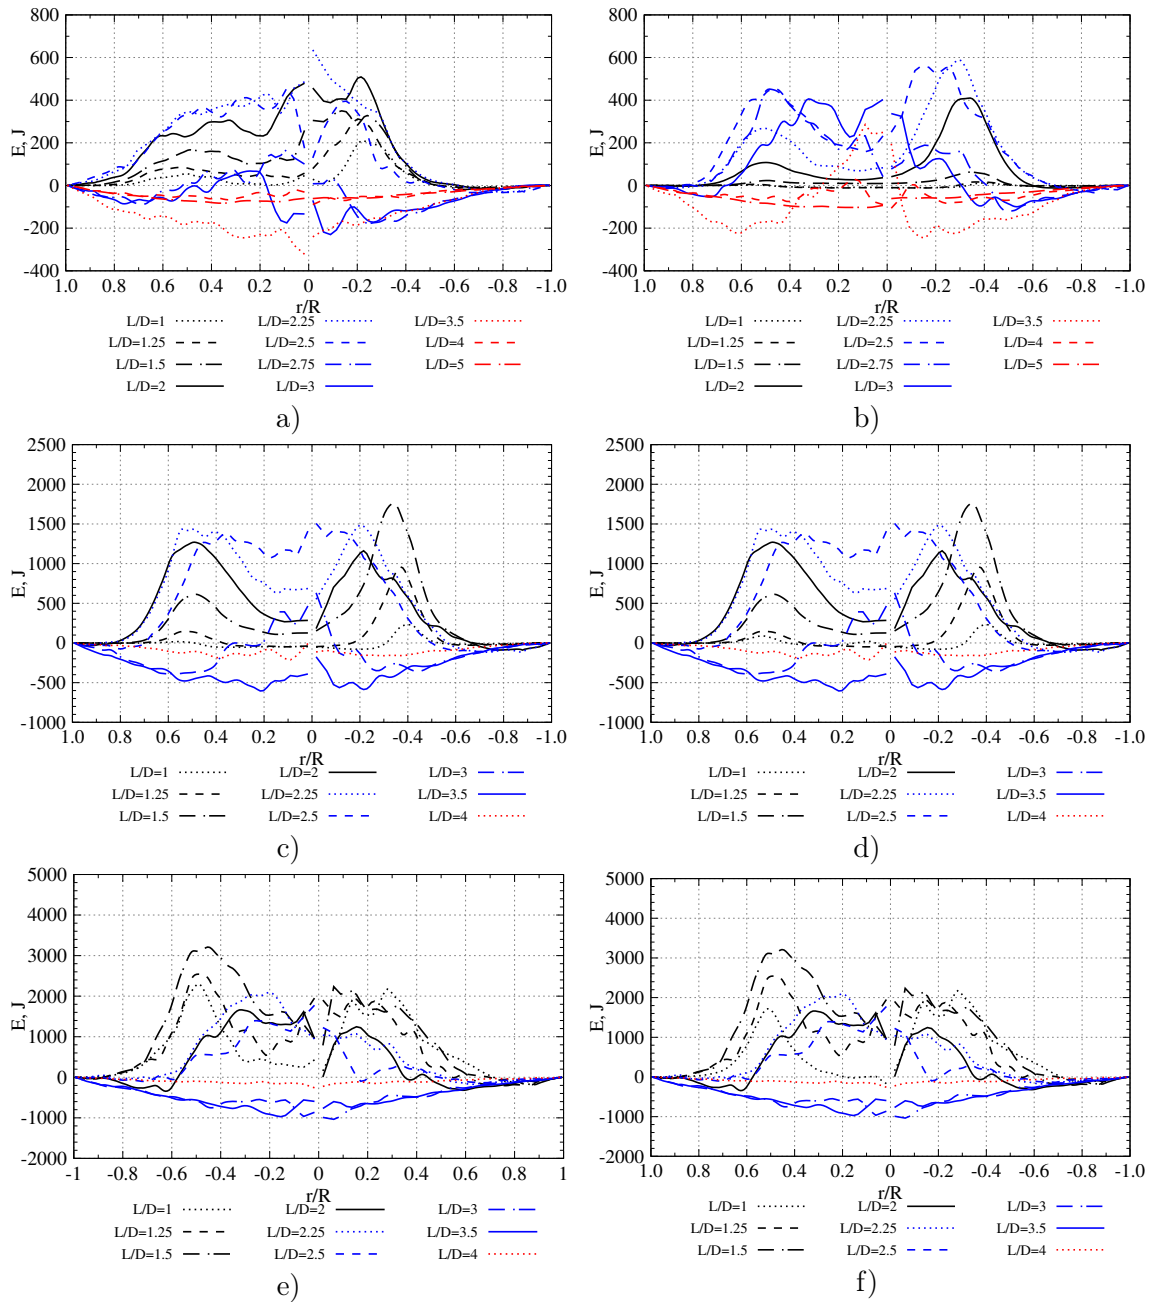 800
600
400
200
0
-200
-400
E, J
1.0 0.8 0.6 0.4 0.2 0 -0.2 -0.4 -0.6 -0.8 -1.0
r/R
L/D=1 L/D=2.25 L/D=3.5
L/D=1.25 L/D=2.5 L/D=4
L/D=1.5 L/D=2.75 L/D=5
L/D=2 L/D=3
a)
800
600
400
200
0
-200
-400
E, J
1.0 0.8 0.6 0.4 0.2 0 -0.2 -0.4 -0.6 -0.8 -1.0
r/R
L/D=1 L/D=2.25 L/D=3.5
L/D=1.25 L/D=2.5 L/D=4
L/D=1.5 L/D=2.75 L/D=5
L/D=2 L/D=3
b)
2500
2000
1500
1000
500
0
-500
-1000
E, J
1.0 0.8 0.6 0.4 0.2 0 -0.2 -0.4 -0.6 -0.8 -1.0
r/R
L/D=1 L/D=2 L/D=3
L/D=1.25 L/D=2.25 L/D=3.5
L/D=1.5 L/D=2.5 L/D=4
c)
2500
2000
1500
1000
500
0
-500
-1000
E, J
1.0 0.8 0.6 0.4 0.2 0 -0.2 -0.4 -0.6 -0.8 -1.0
r/R
L/D=1 L/D=2 L/D=3
L/D=1.25 L/D=2.25 L/D=3.5
L/D=1.5 L/D=2.5 L/D=4
d)
5000
4000
3000
2000
1000
0
-1000
-2000
E, J
-1 -0.8 -0.6 -0.4 -0.2 0 0.2 0.4 0.6 0.8 1
r/R
L/D=1 L/D=2 L/D=3
L/D=1.25 L/D=2.25 L/D=3.5
L/D=1.5 L/D=2.5 L/D=4
e)
5000
4000
3000
2000
1000
0
-1000
-2000
E, J
1.0 0.8 0.6 0.4 0.2 0 -0.2 -0.4 -0.6 -0.8 -1.0
r/R
L/D=1 L/D=2 L/D=3
L/D=1.25 L/D=2.25 L/D=3.5
L/D=1.5 L/D=2.5 L/D=4
f)